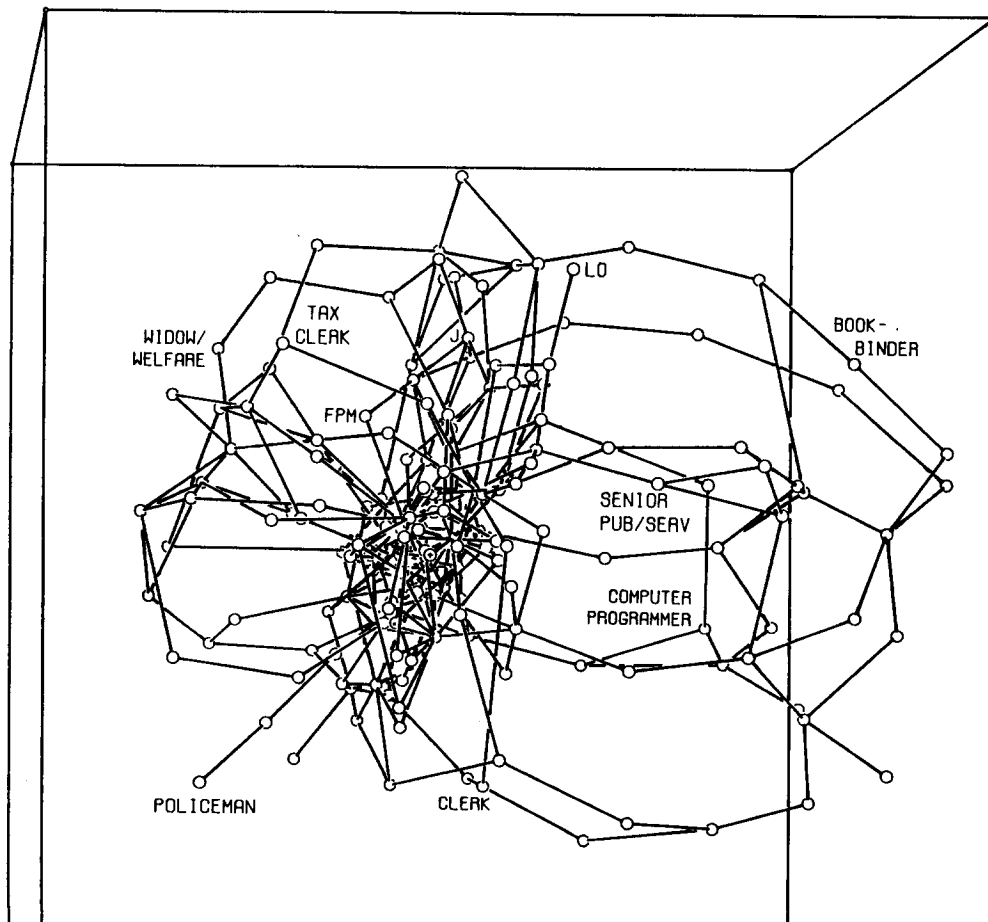 LO
TAX
CLERK
WIDOW/
WELFARE
BOOK-
BINDER
J
FPM
SENIOR
PUB/SERV
COMPUTER
PROGRAMMER
POLICEMAN
CLERK